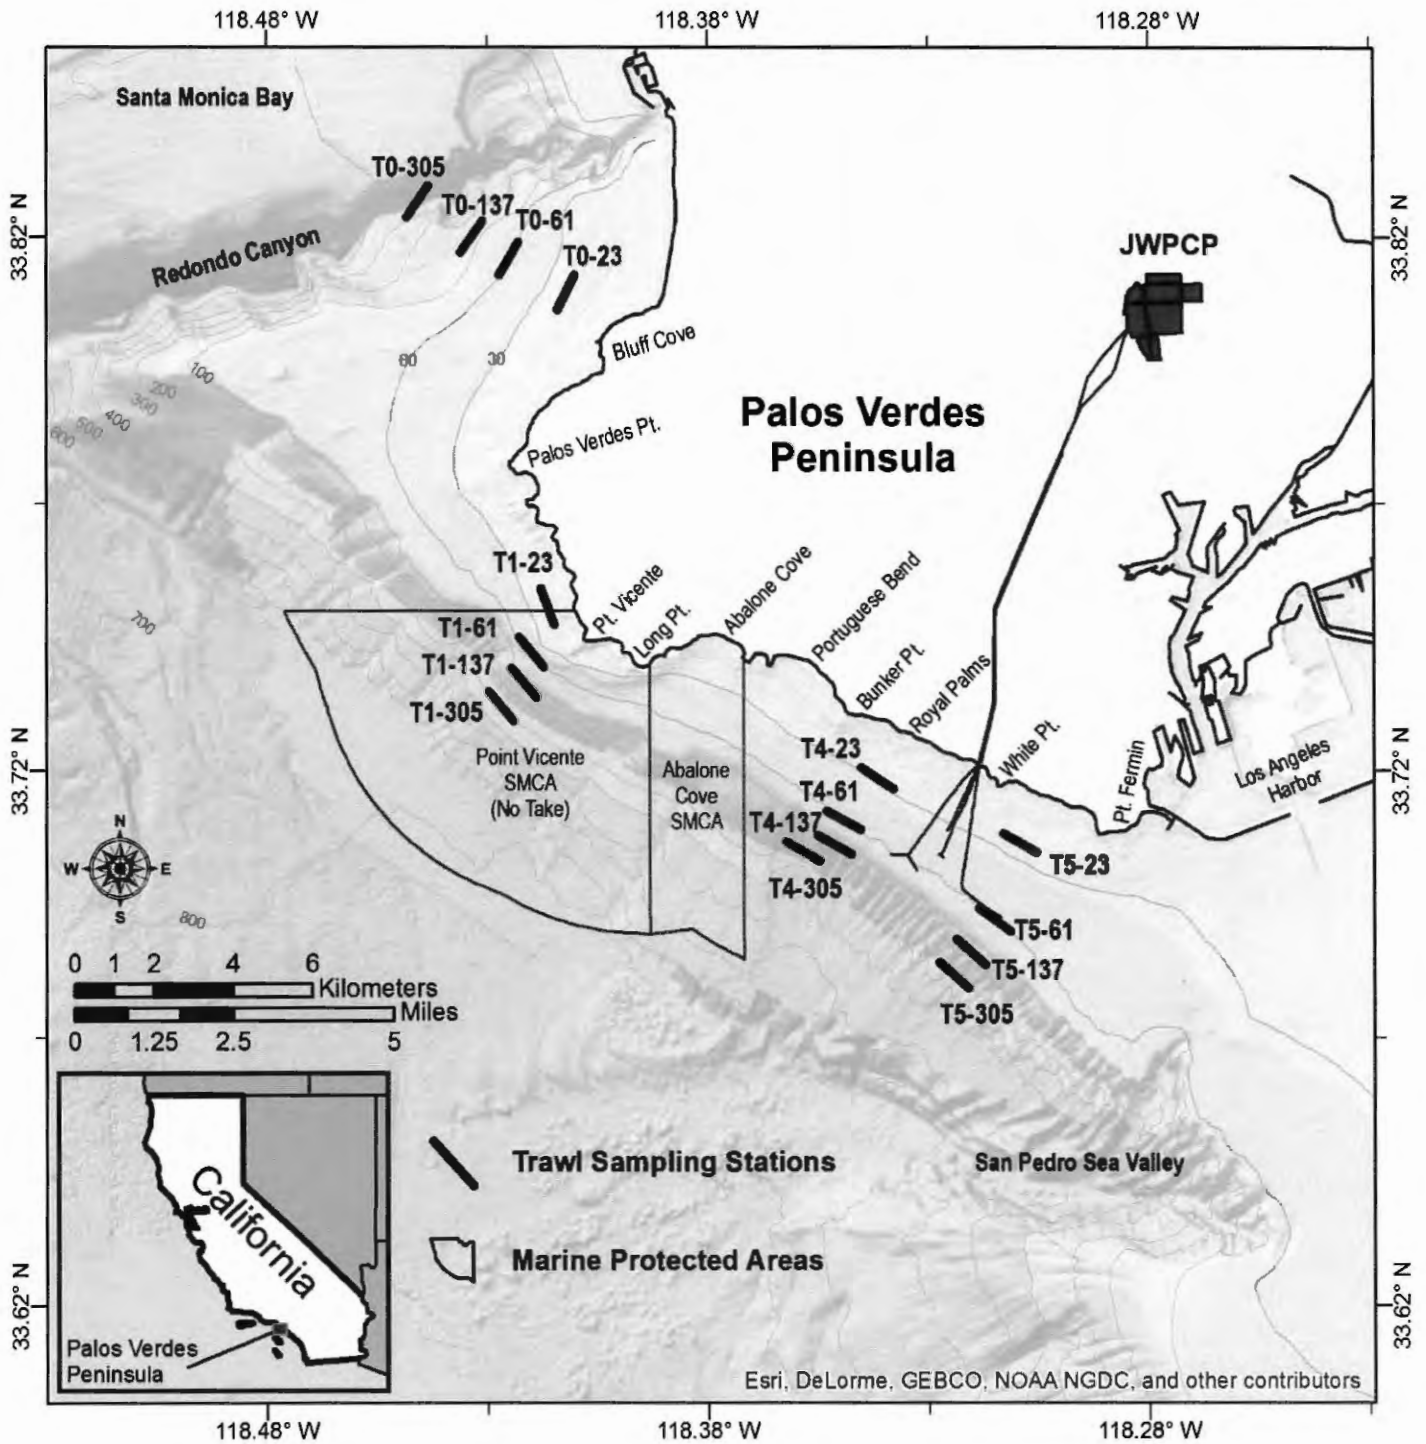 118.48° W
118.38° W
118.28° W
Santa Monica Bay
T0-305
T0-137
T0-61
T0-23
33.82° N
33.82° N
Redondo Canyon
JWPCP
Bluff Cove
60
30
100
200
300
400
500
600
Palos Verdes
Peninsula
Palos Verdes Pt.
T1-23
Pt. Vicente
Long Pt.
Abalone Cove
Portuguese Bend
Bunker Pt.
Royal Palms
White Pt.
Pt. Fermin
700
T1-61
T1-137
T1-305
Point Vicente
SMCA
(No Take)
Abalone
Cove
SMCA
T4-23
T4-61
T4-137
T4-305
Los Angeles
Harbor
33.72° N
33.72° N
T5-23
T5-61
T5-137
T5-305
N
W E
S
800
0 1 2 4 6
Kilometers
Miles
0 1.25 2.5 5
California
Palos Verdes
Peninsula
Trawl Sampling Stations
Marine Protected Areas
San Pedro Sea Valley
33.62° N
33.62° N
Esri, DeLorme, GEBCO, NOAA NGDC, and other contributors
118.48° W
118.38° W
118.28° W